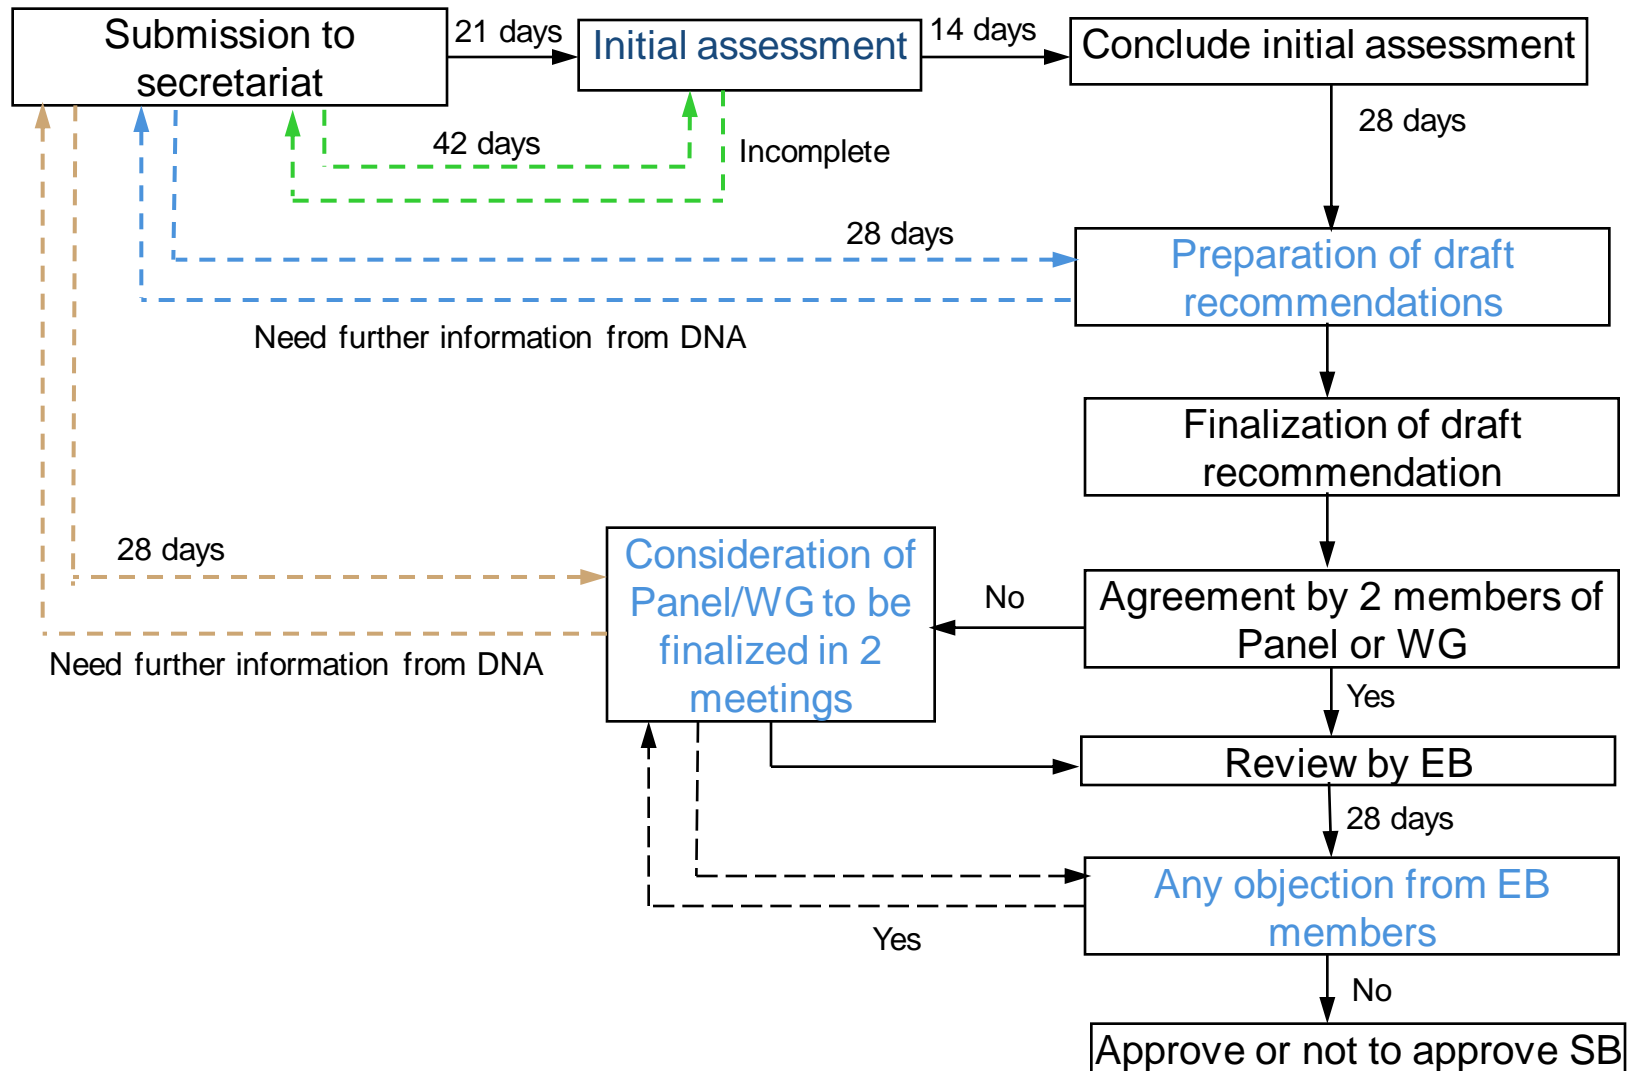 Submission to
secretariat
21 days
Initial assessment
14 days
Conclude initial assessment
28 days
42 days
Incomplete
28 days
Preparation of draft
recommendations
Need further information from DNA
Finalization of draft
recommendation
28 days
Consideration of
Panel/WG to be
finalized in 2
meetings
No
Agreement by 2 members of
Panel or WG
Need further information from DNA
Yes
Review by EB
28 days
Any objection from EB
members
Yes
No
Approve or not to approve SB